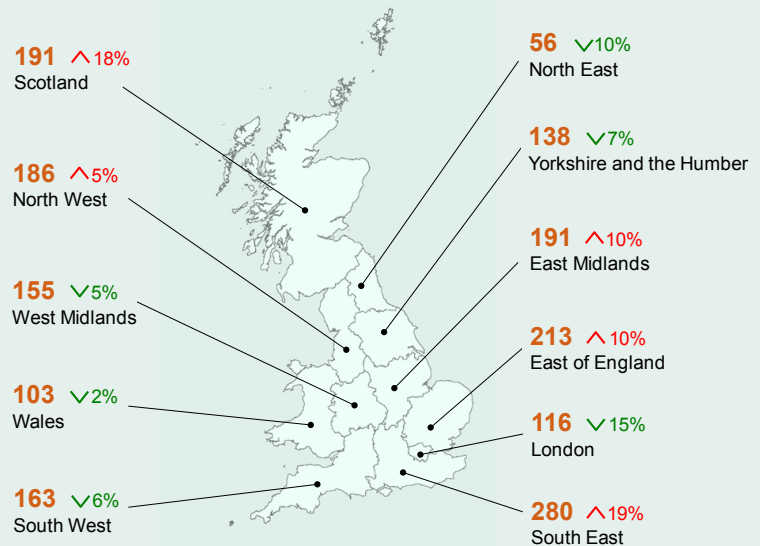 191 18%
Scotland
186 5%
North West
155 5%
West Midlands
103 2%
Wales
163 6%
South West
56 10%
North East
138 7%
Yorkshire and the Humber
191 10%
East Midlands
213 10%
East of England
116 15%
London
280 19%
South East